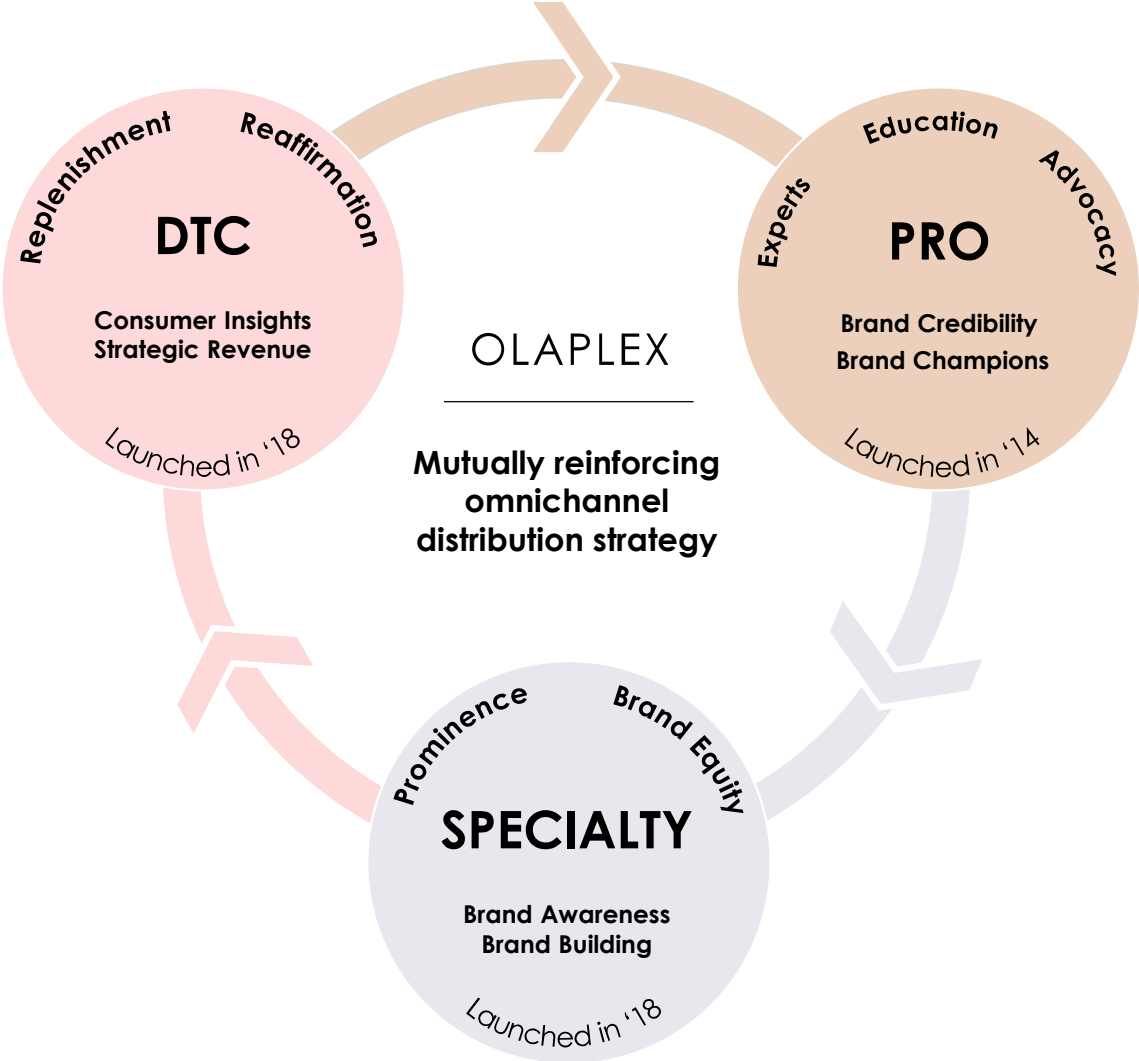 Replenishment
Reaffirmation
DTC
Consumer Insights
Strategic Revenue
Launched in ‘18
Experts
Education
Advocacy
PRO
Brand Credibility
Brand Champions
Launched in ‘14
OLAPLEX
Mutually reinforcing
omnichannel
distribution strategy
Prominence
Brand Equity
SPECIALTY
Brand Awareness
Brand Building
Launched in ‘18